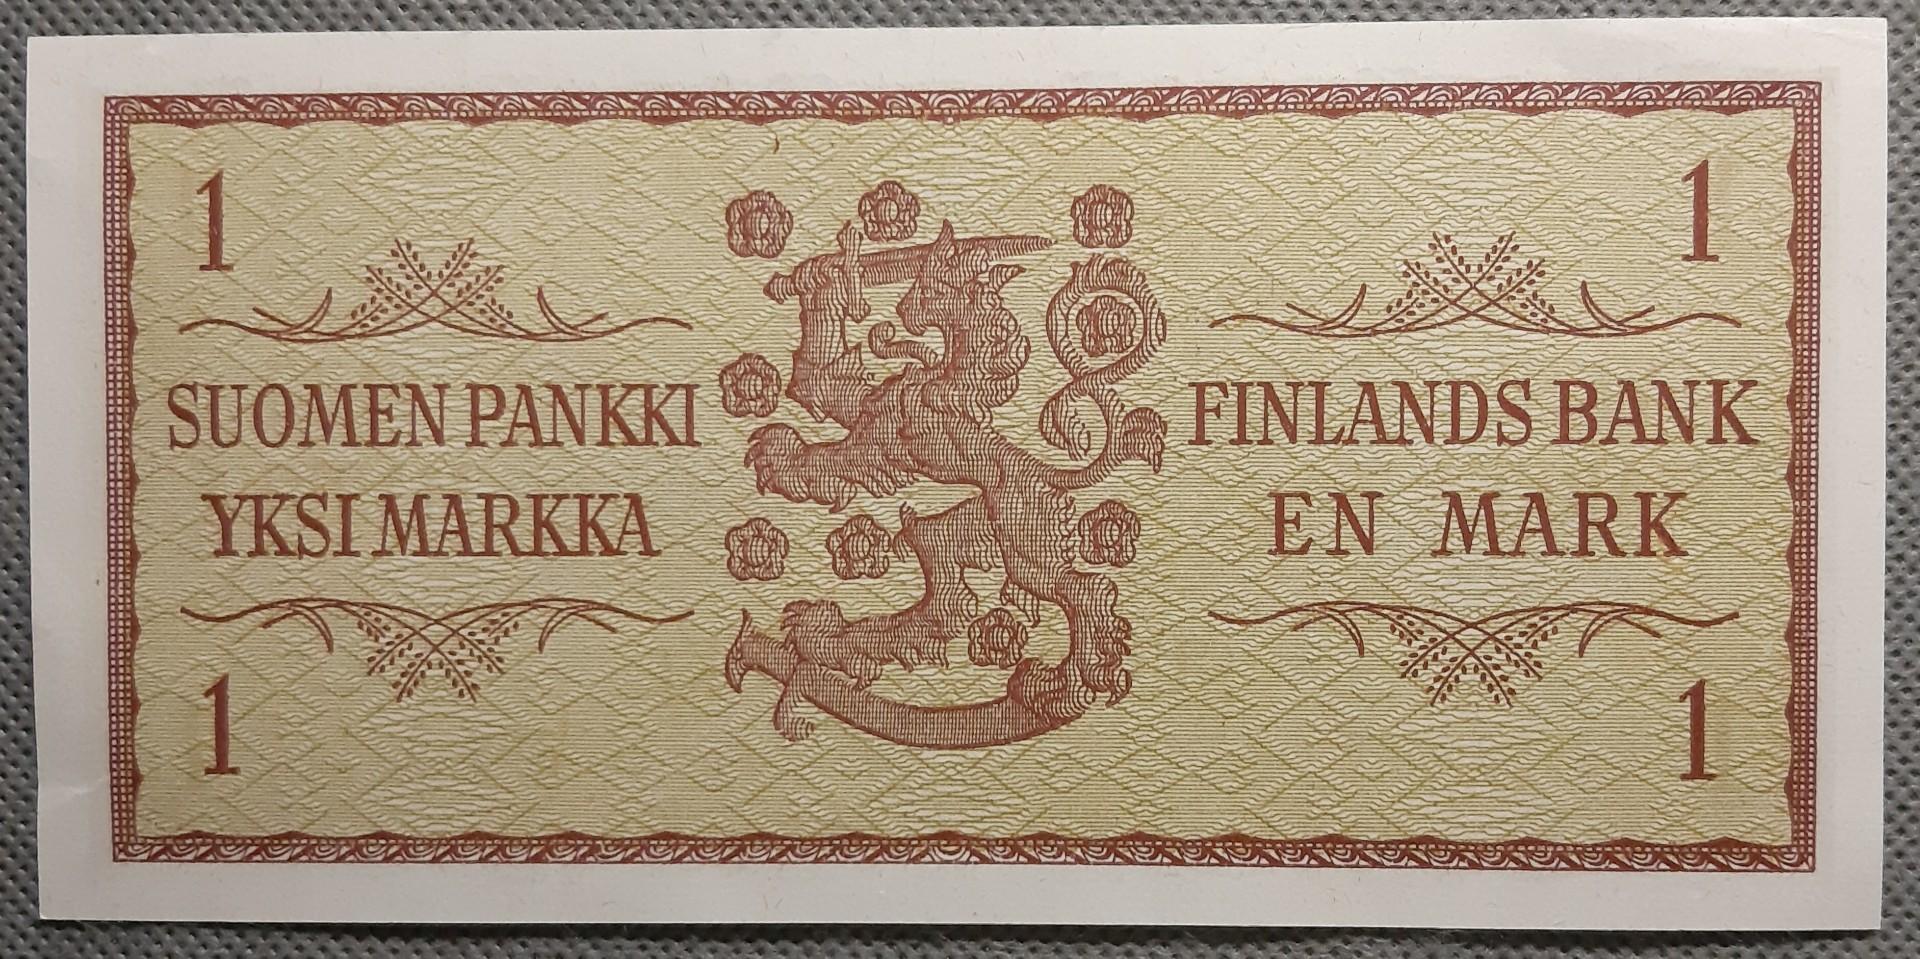 1
1
SUOMEN PANKKI
FINLANDS BANK
YKSI MARKKA
EN MARK
1
1